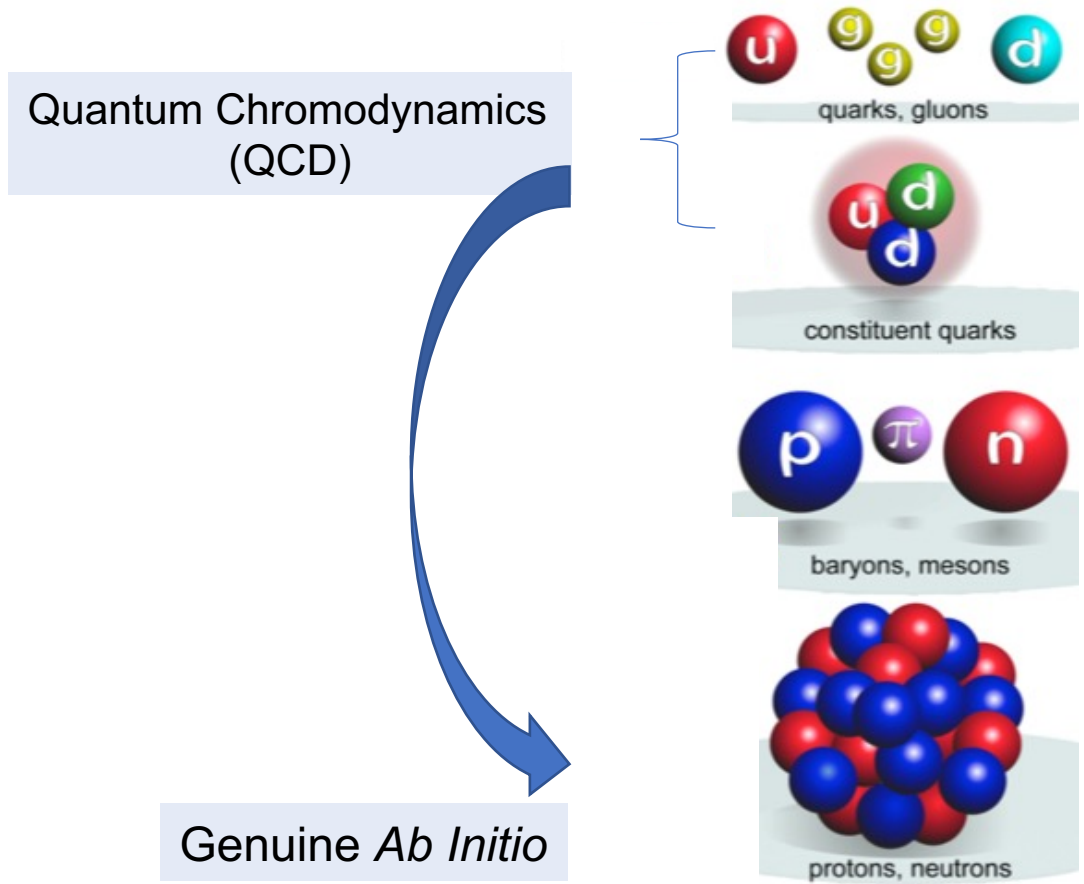 u g g g d
quarks, gluons
Quantum Chromodynamics
(QCD)
u d
d
constituent quarks
p π n
baryons, mesons
protons, neutrons
Genuine Ab Initio